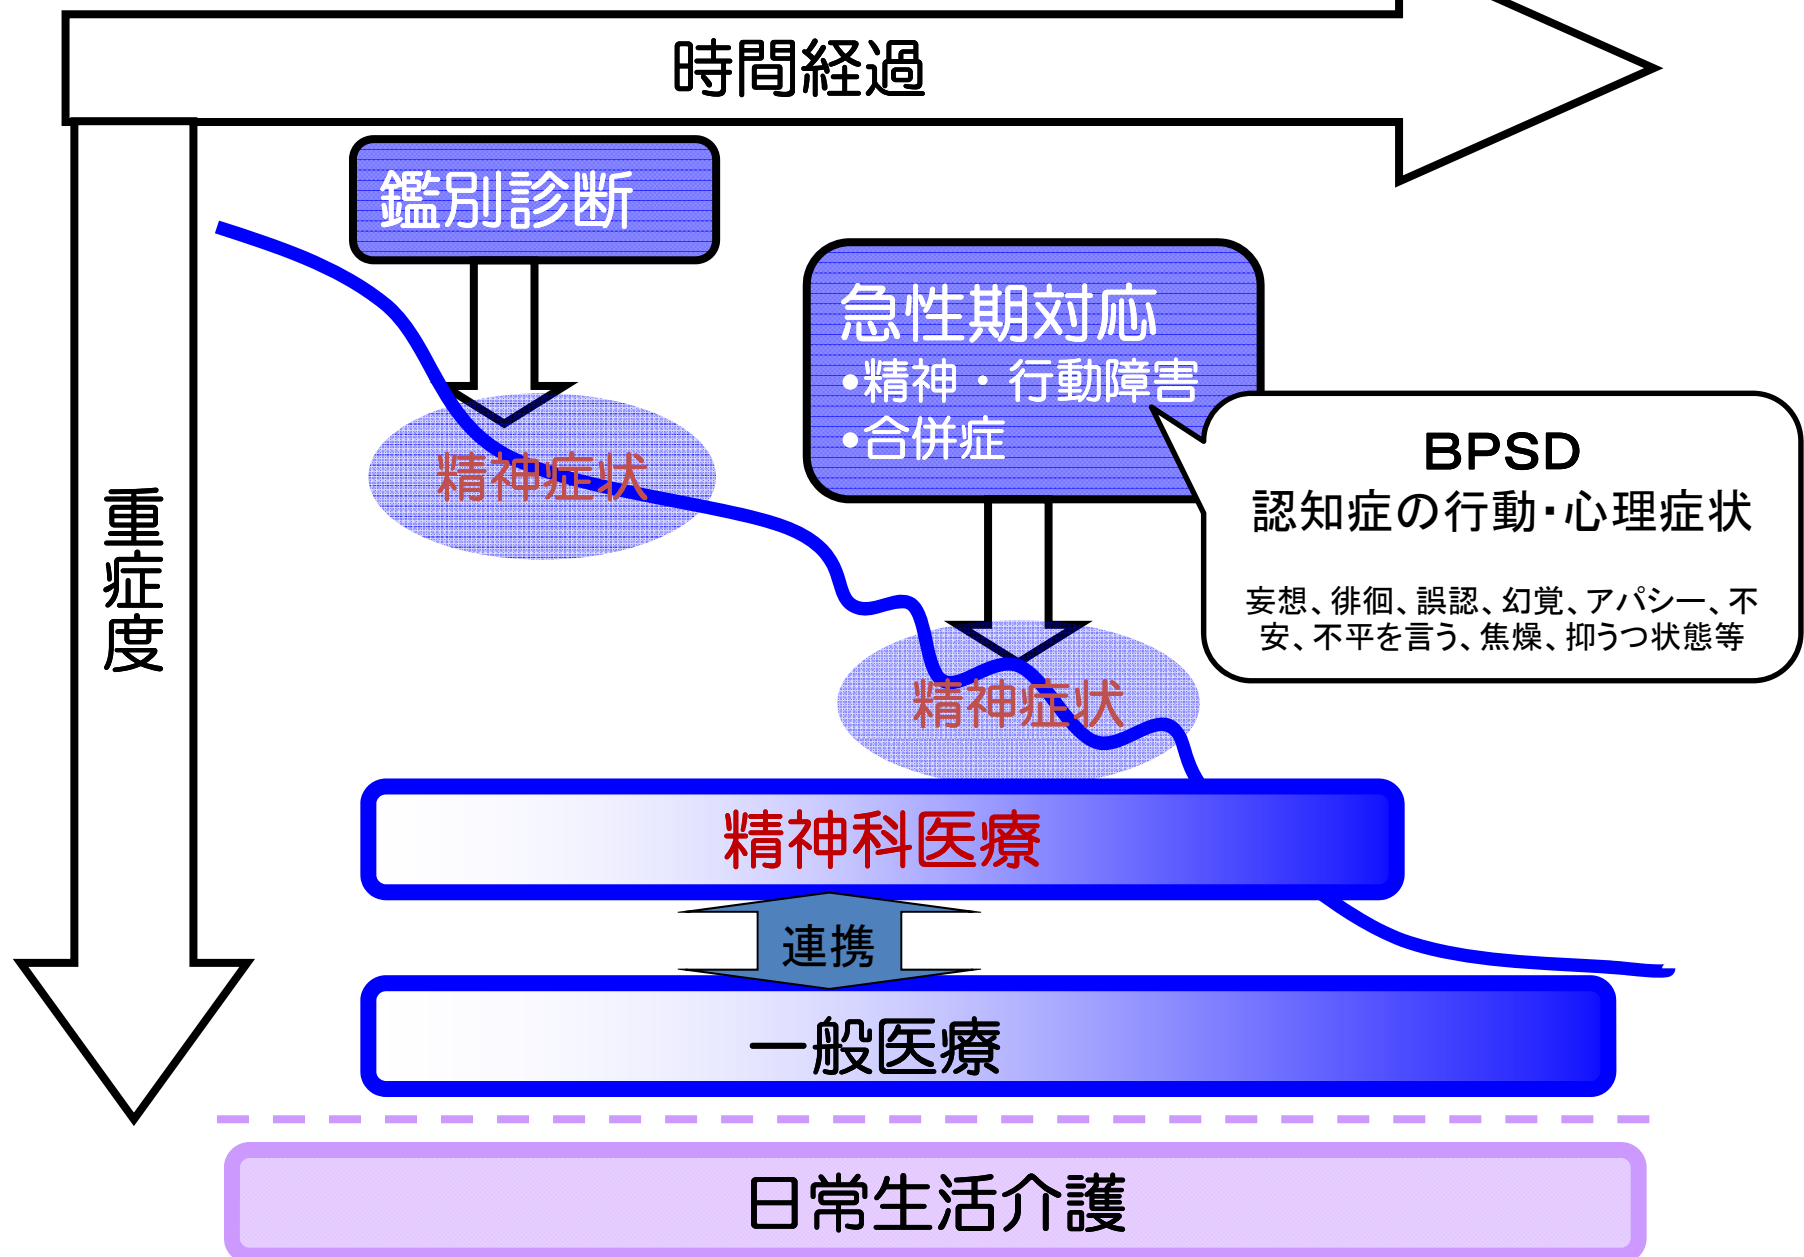 時間経過
重症度
鑑別診断
急性期対応
•精神・行動障害
•合併症
BPSD
認知症の行動・心理症状
妄想、徘徊、誤認、幻覚、アパシー、不
安、不平を言う、焦燥、抑うつ状態等
精神症状
精神症状
精神科医療
連携
一般医療
日常生活介護